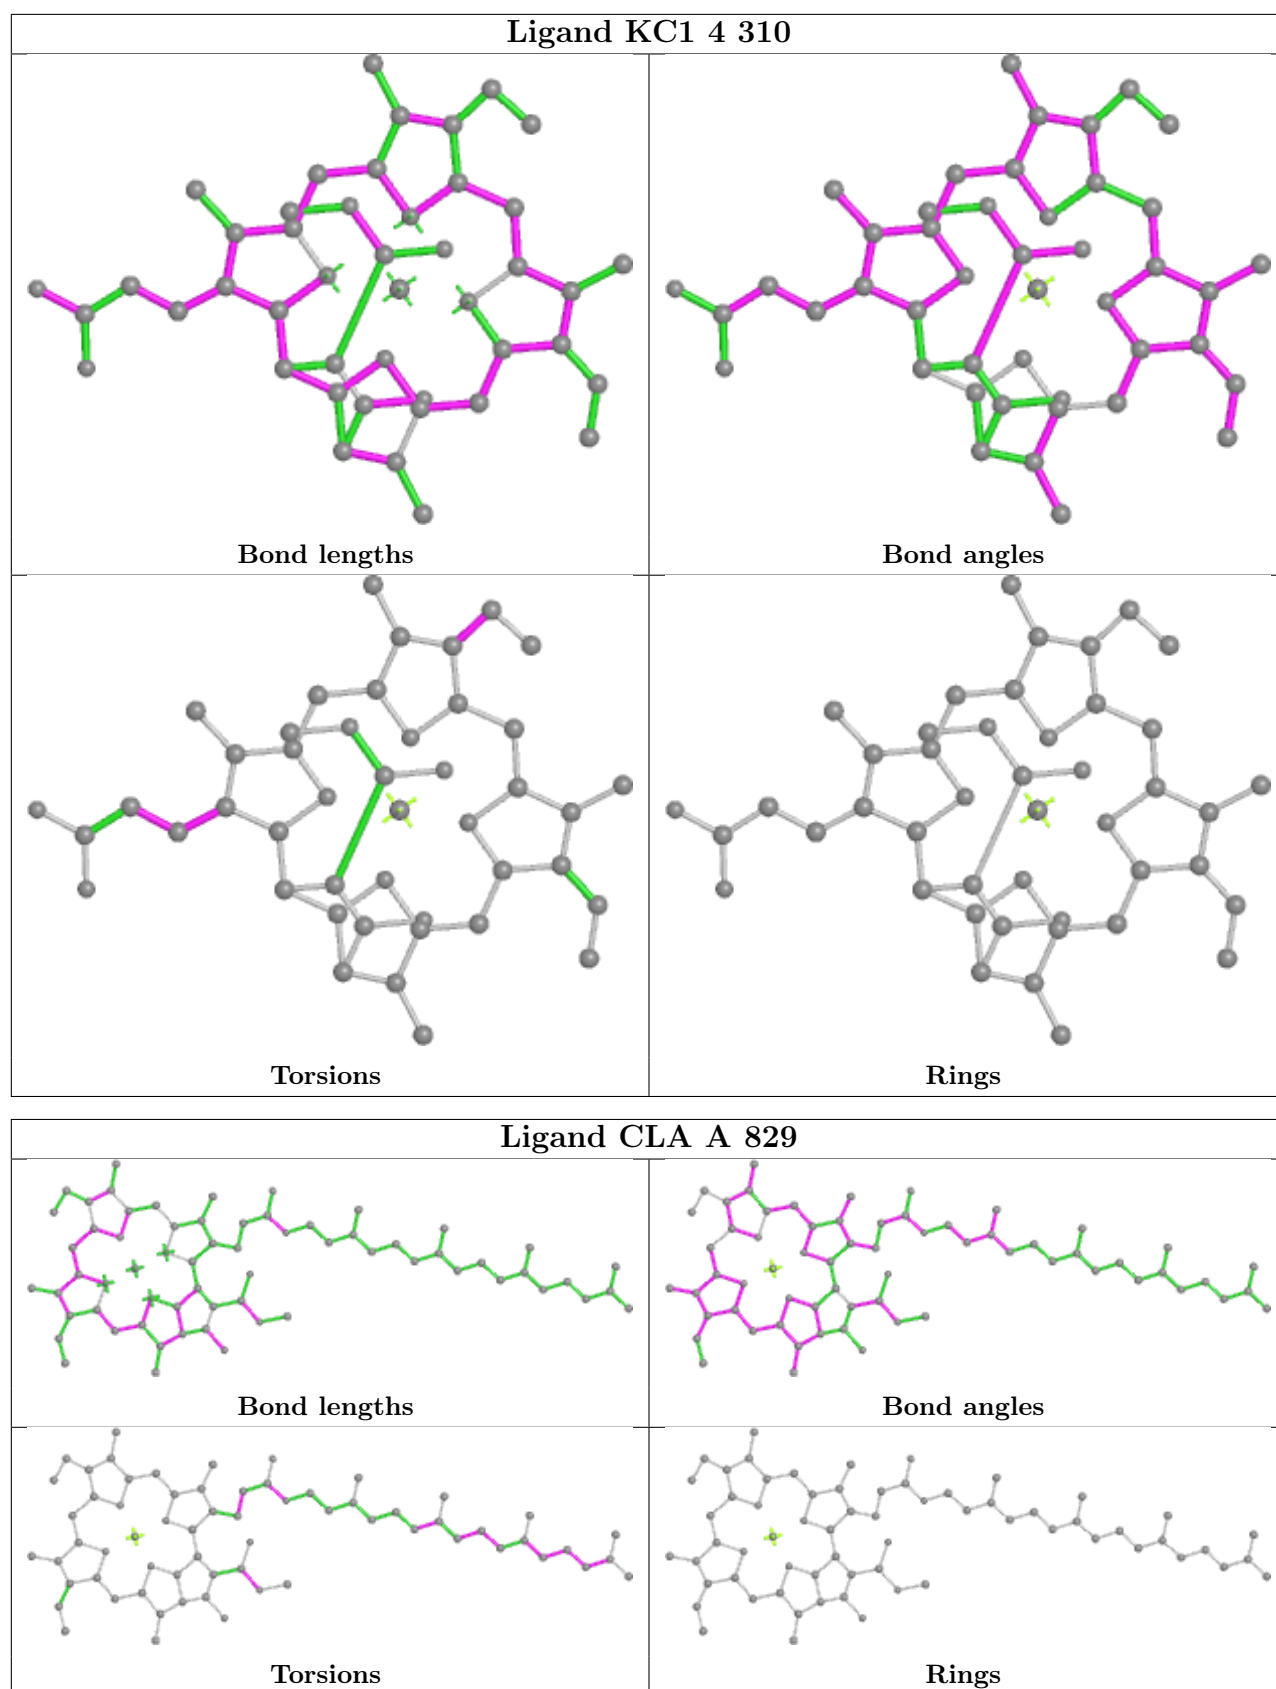 Ligand KC1 4 310
Bond lengths
Bond angles
Torsions
Rings
Ligand CLA A 829
Bond lengths
Bond angles
Torsions
Rings